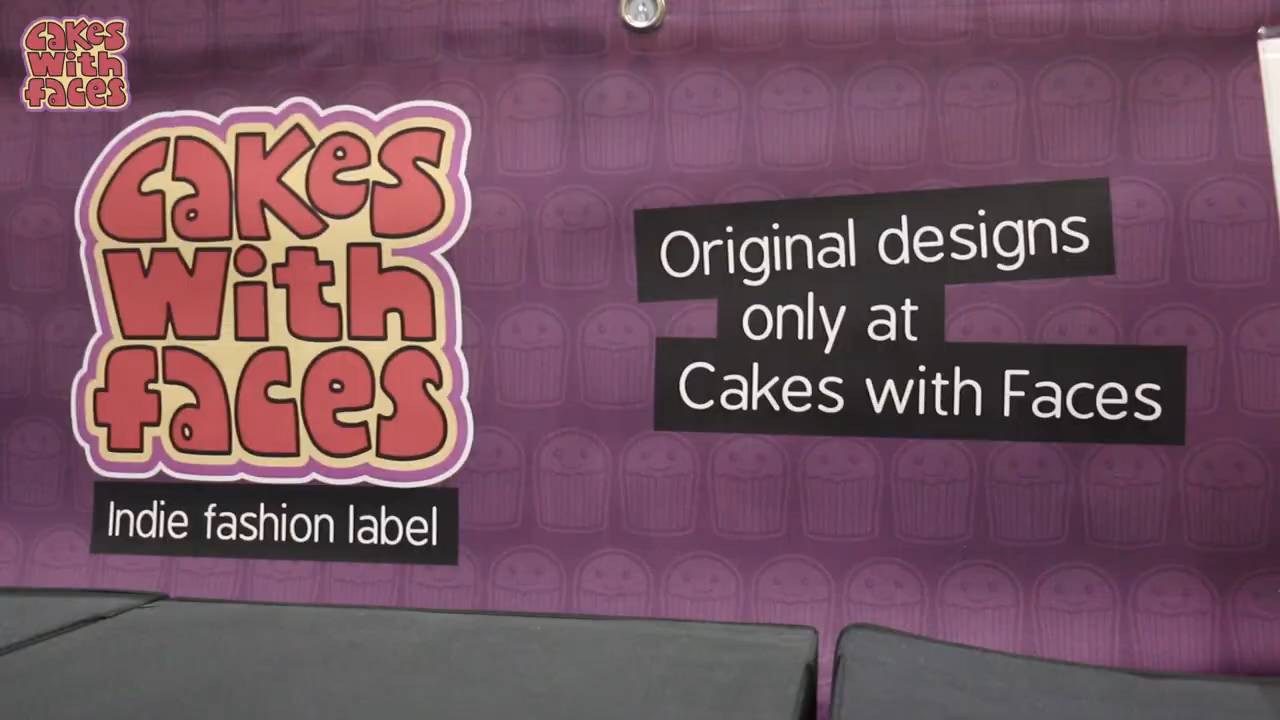 Cakes
With
faces
Cakes
With
faces
Indie fashion label
Original designs
only at
Cakes with Faces